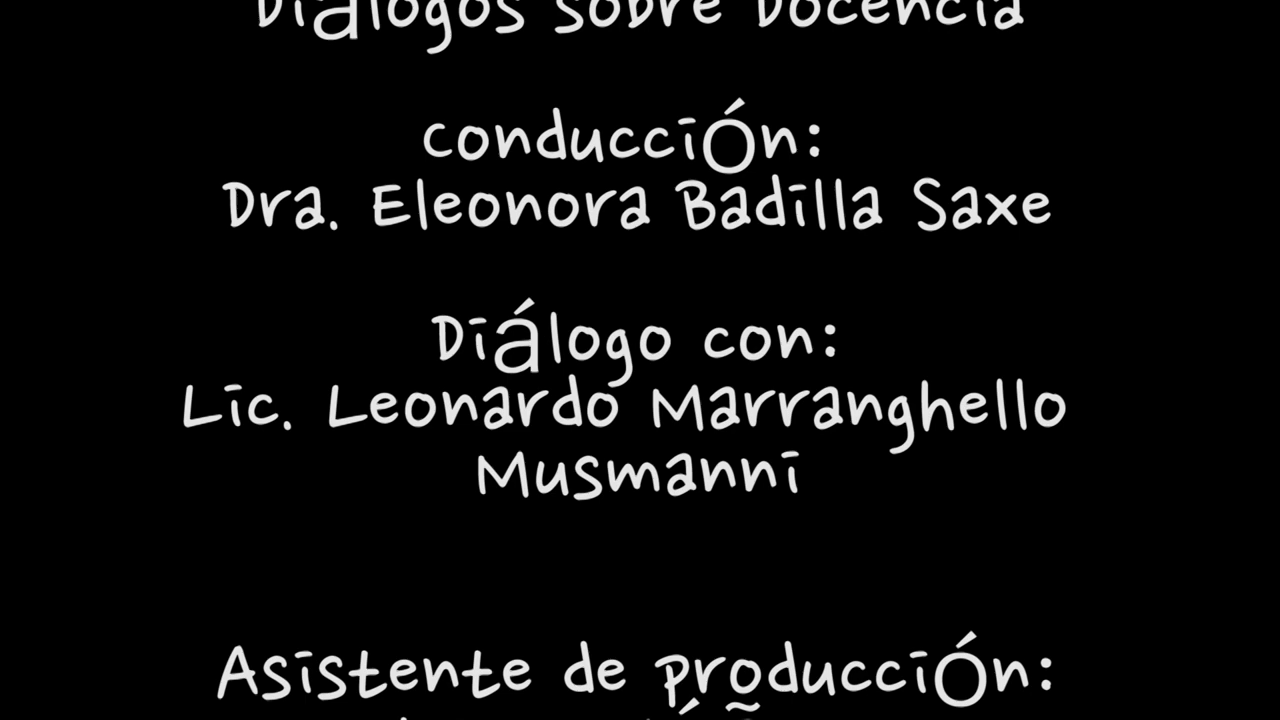 Diálogos sobre Docencia
conducción:
Dra. Eleonora Badilla Saxe
Diálogo con:
Lic. Leonardo Marranghello
Musmanni
Asistente de producción: